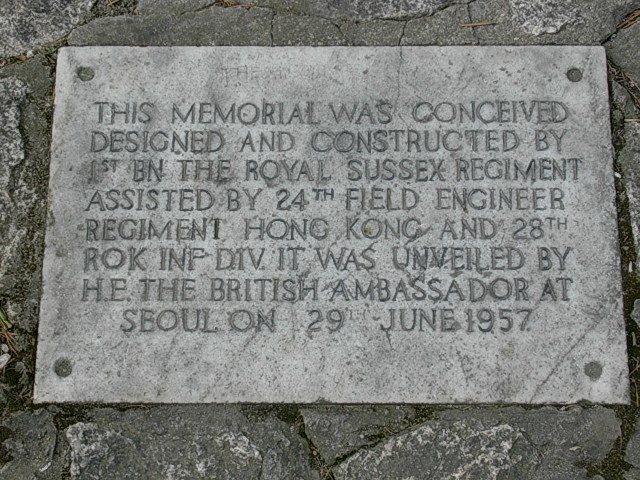 THIS MEMORIAL WAS CONCEIVED
DESIGNED AND CONSTRUCTED BY
1ST BN THE ROYAL SUSSEX REGIMENT
ASSISTED BY 24TH FIELD ENGINEER
REGIMENT HONG KONG AND 28TH
ROK INF DIV. IT WAS UNVEILED BY
H.E. THE BRITISH AMBASSADOR AT
SEOUL ON 29TH JUNE 1957